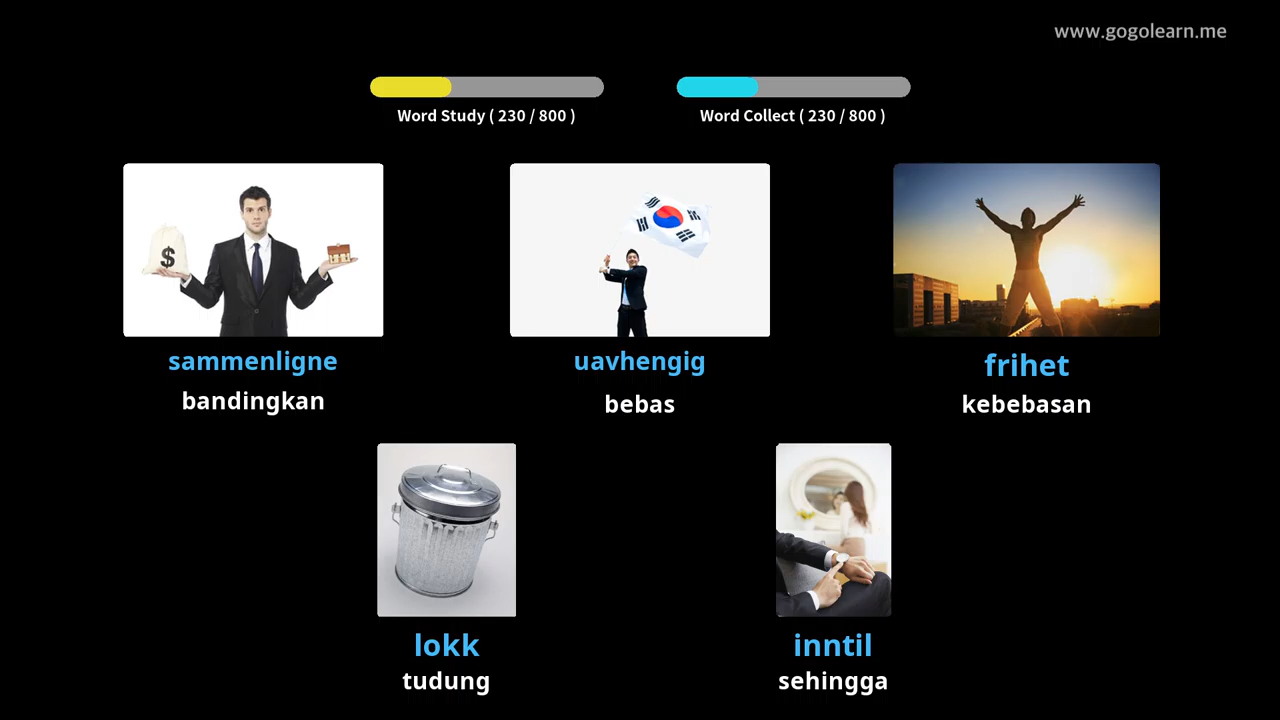 www.gogolearn.me
Word Study ( 230 / 800 )
Word Collect ( 230 / 800 )
$
sammenligne
uavhengig
frihet
bandingkan
bebas
kebebasan
lokk
inntil
tudung
sehingga